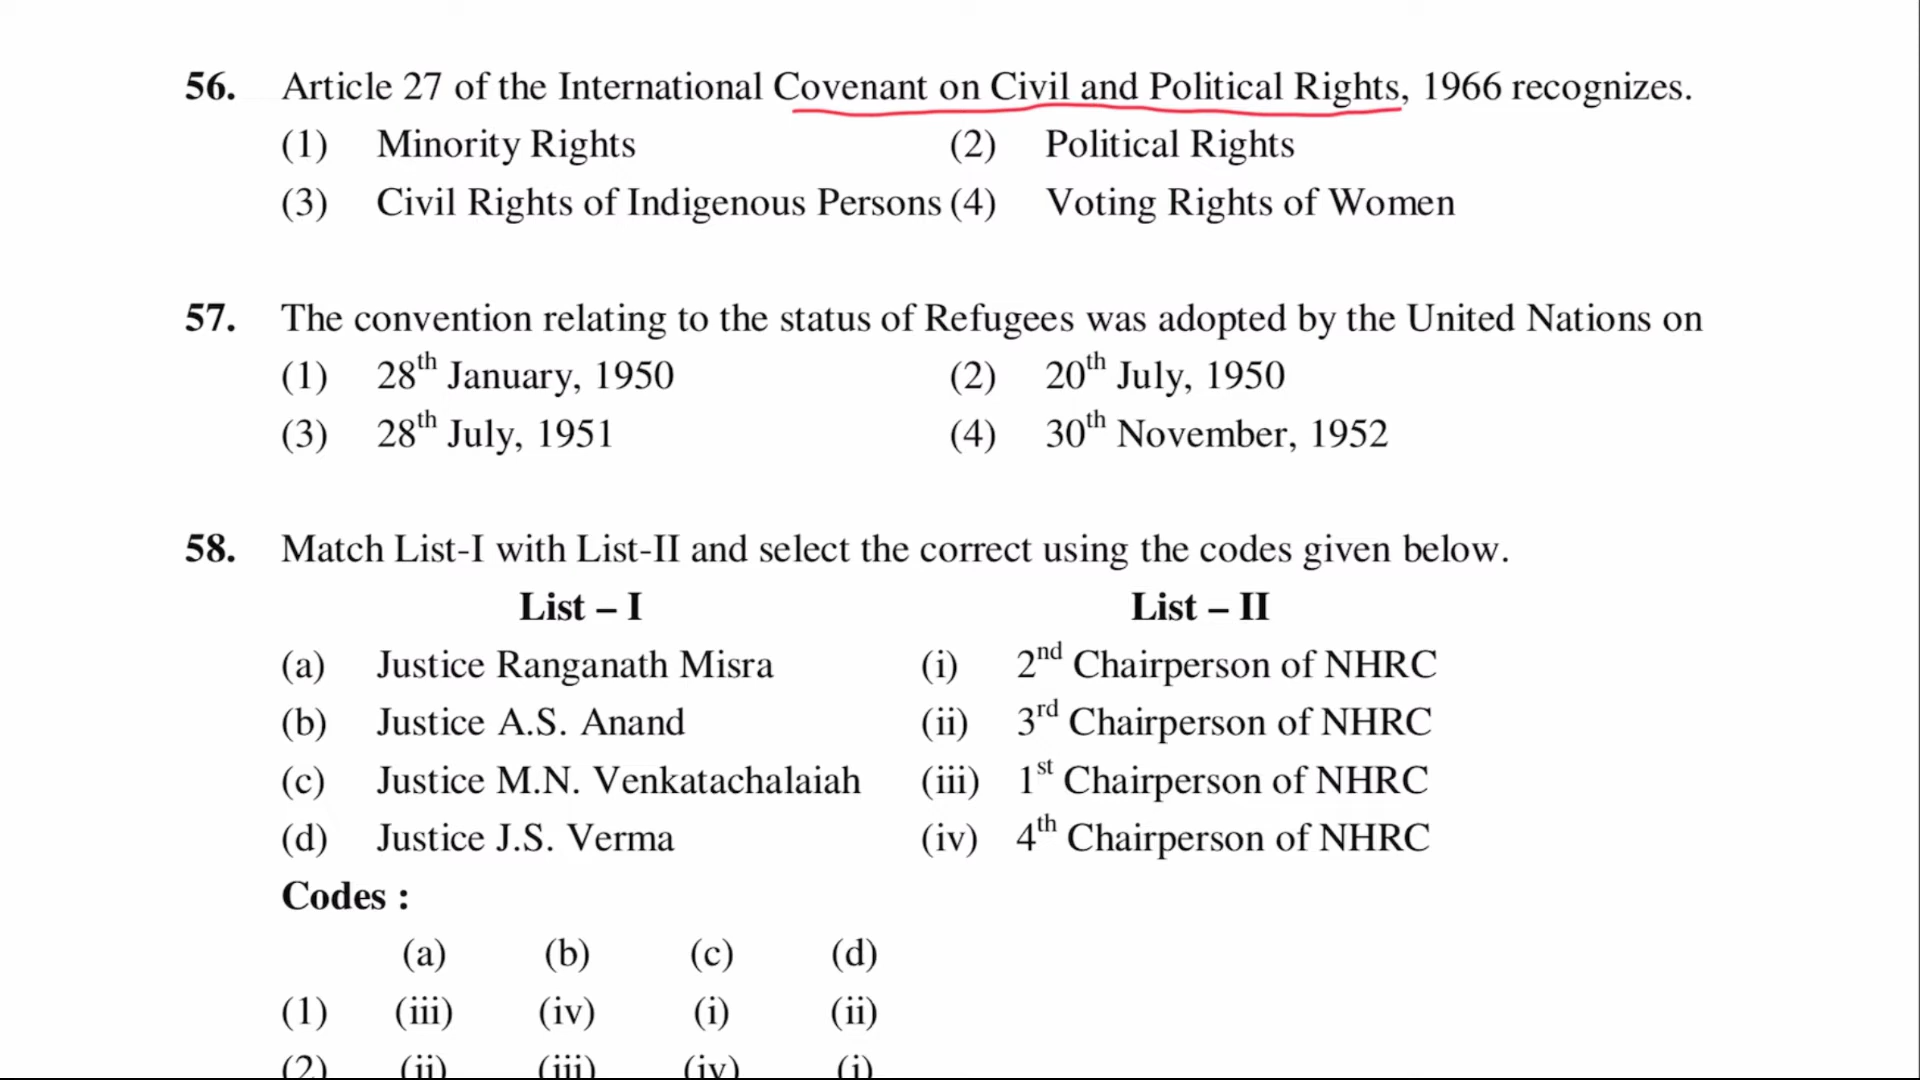 56. Article 27 of the International Covenant on Civil and Political Rights, 1966 recognizes.
(1) Minority Rights (2) Political Rights
(3) Civil Rights of Indigenous Persons (4) Voting Rights of Women
57. The convention relating to the status of Refugees was adopted by the United Nations on
(1) 28th January, 1950 (2) 20th July, 1950
(3) 28th July, 1951 (4) 30th November, 1952
58. Match List-I with List-II and select the correct using the codes given below.
List – I List – II
(a) Justice Ranganath Misra (i) 2nd Chairperson of NHRC
(b) Justice A.S. Anand (ii) 3rd Chairperson of NHRC
(c) Justice M.N. Venkatachalaiah (iii) 1st Chairperson of NHRC
(d) Justice J.S. Verma (iv) 4th Chairperson of NHRC
Codes :
(a) (b) (c) (d)
(1) (iii) (iv) (i) (ii)
(2) (ii) (iii) (iv) (i)